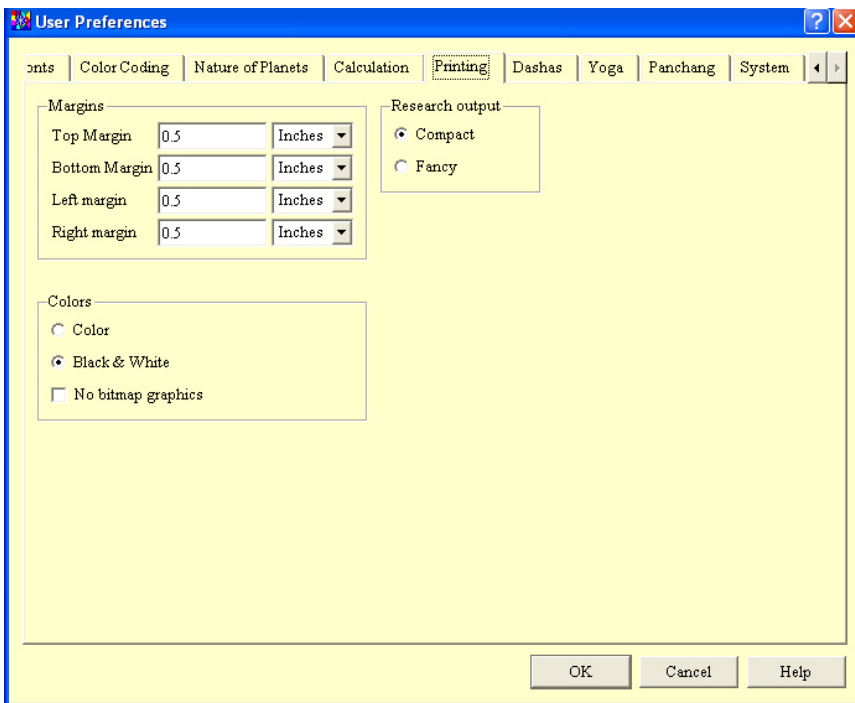 User Preferences
onts Color Coding Nature of Planets Calculation Printing Dashas Yoga Panchang System
Margins
Top Margin 0.5 Inches
Bottom Margin 0.5 Inches
Left margin 0.5 Inches
Right margin 0.5 Inches
Research output
Compact
Fancy
Colors
Color
Black & White
No bitmap graphics
OK Cancel Help